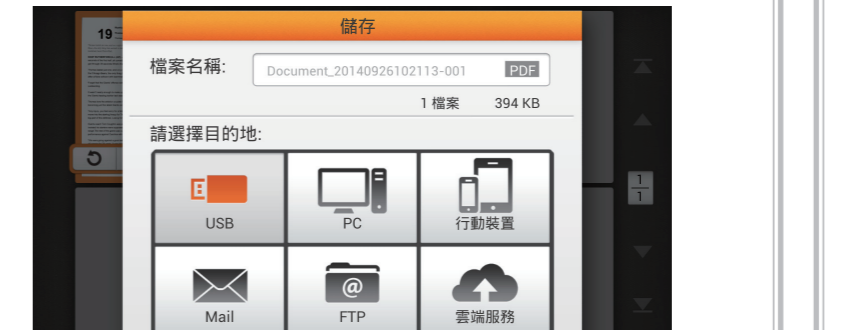 儲存
19
檔案名稱: Document_20140926102113-001 PDF
1 檔案 394 KB
請選擇目的地:
USB PC 行動裝置
Mail FTP 雲端服務
1
1